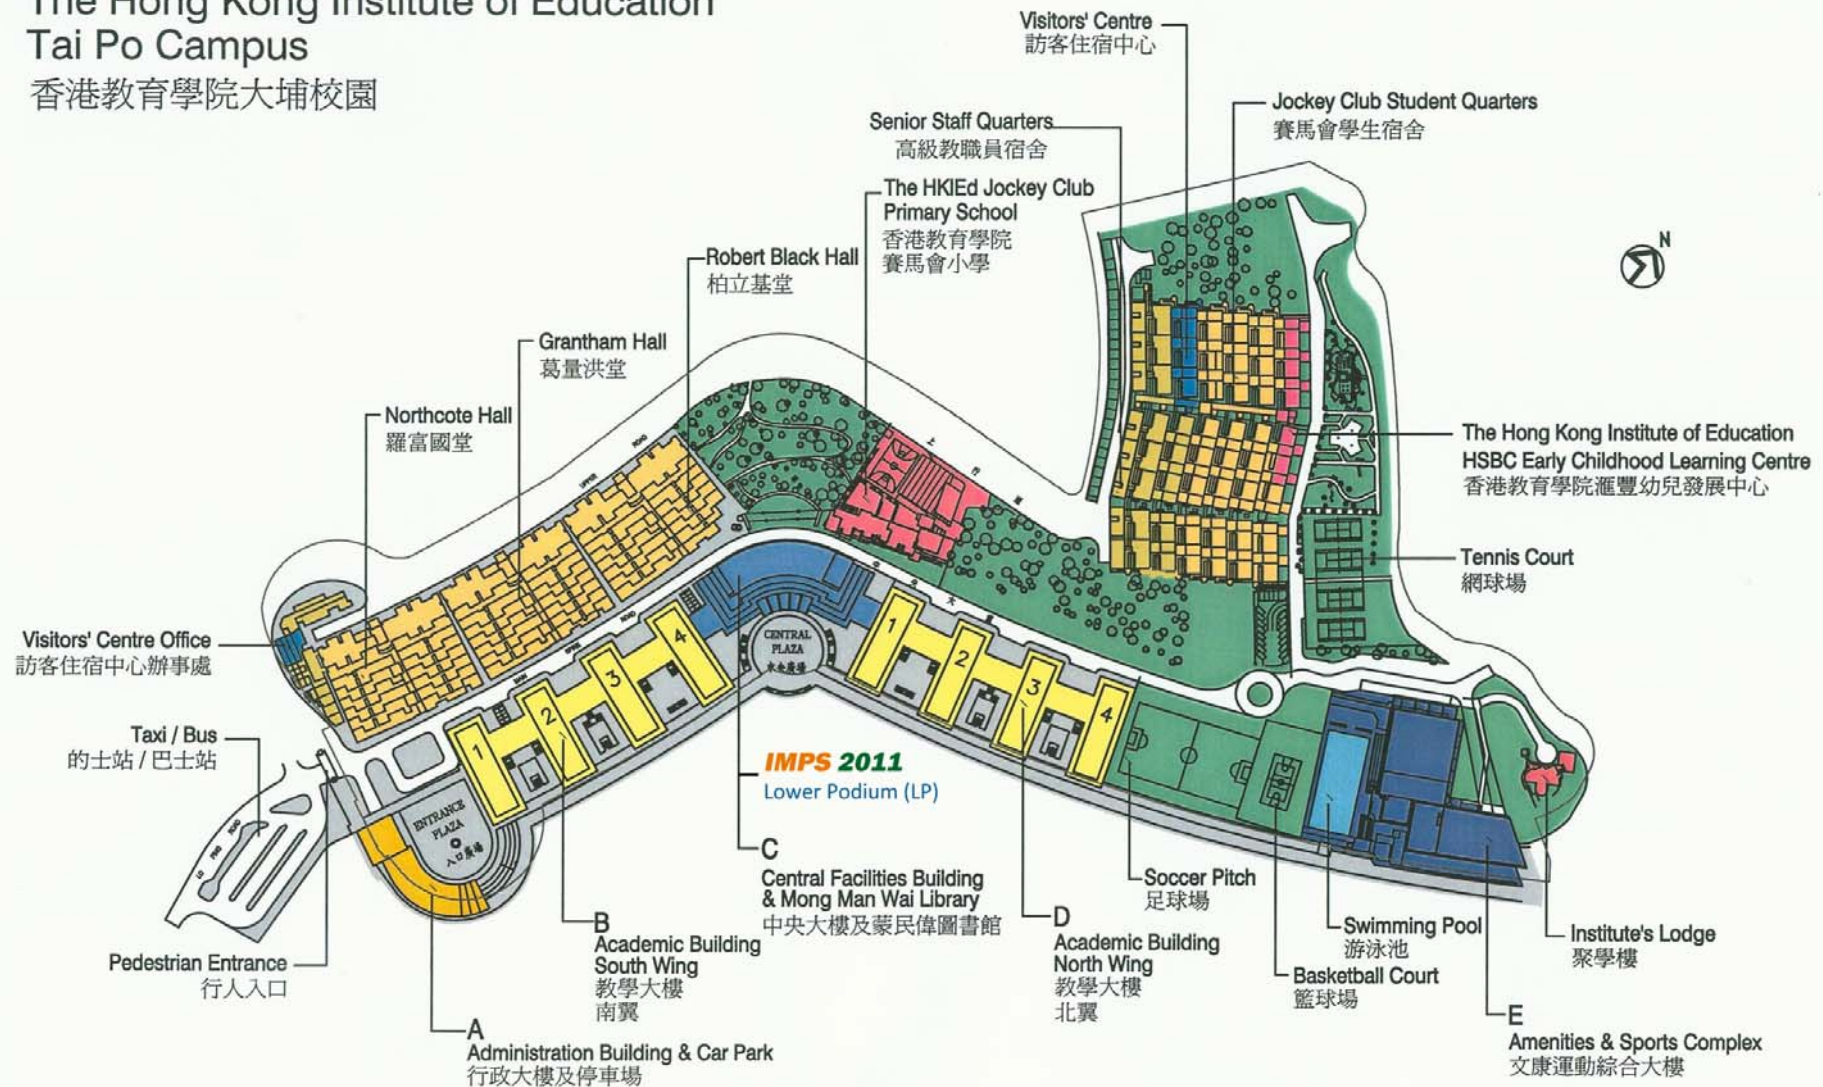 The Hong Kong Institute of Education
Tai Po Campus
香港教育學院大埔校園
Visitors' Centre
訪客住宿中心
Jockey Club Student Quarters
賽馬會學生宿舍
Senior Staff Quarters
高級教職員宿舍
The HKIEd Jockey Club
Primary School
香港教育學院
賽馬會小學
Robert Black Hall
柏立基堂
N
Grantham Hall
葛量洪堂
Northcote Hall
羅富國堂
The Hong Kong Institute of Education
HSBC Early Childhood Learning Centre
香港教育學院滙豐幼兒發展中心
Tennis Court
網球場
UPPER ROAD
上行
Visitors' Centre Office
訪客住宿中心辦事處
ROAD
CENTRAL
PLAZA
中央廣場
1
2
3
4
1
2
3
4
Taxi / Bus
的士站 / 巴士站
ENTRANCE
PLAZA
入口廣場
IMPS 2011
Lower Podium (LP)
C
Central Facilities Building
& Mong Man Wai Library
中央大樓及蒙民偉圖書館
Soccer Pitch
足球場
B
Academic Building
South Wing
教學大樓
南翼
D
Academic Building
North Wing
教學大樓
北翼
Swimming Pool
游泳池
Institute's Lodge
聚學樓
Basketball Court
籃球場
Pedestrian Entrance
行人入口
A
Administration Building & Car Park
行政大樓及停車場
E
Amenities & Sports Complex
文康運動綜合大樓